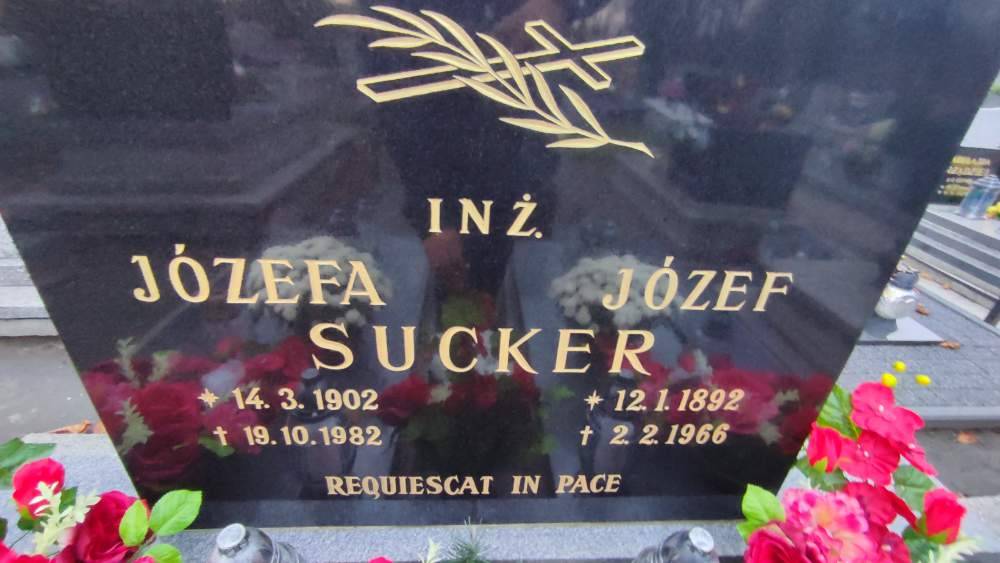 INŻ.
JÓZEFA JÓZEF
SUCKER
* 14. 3. 1902 * 12. 1. 1892
† 19. 10. 1982 † 2. 2. 1966
REQUIESCAT IN PACE